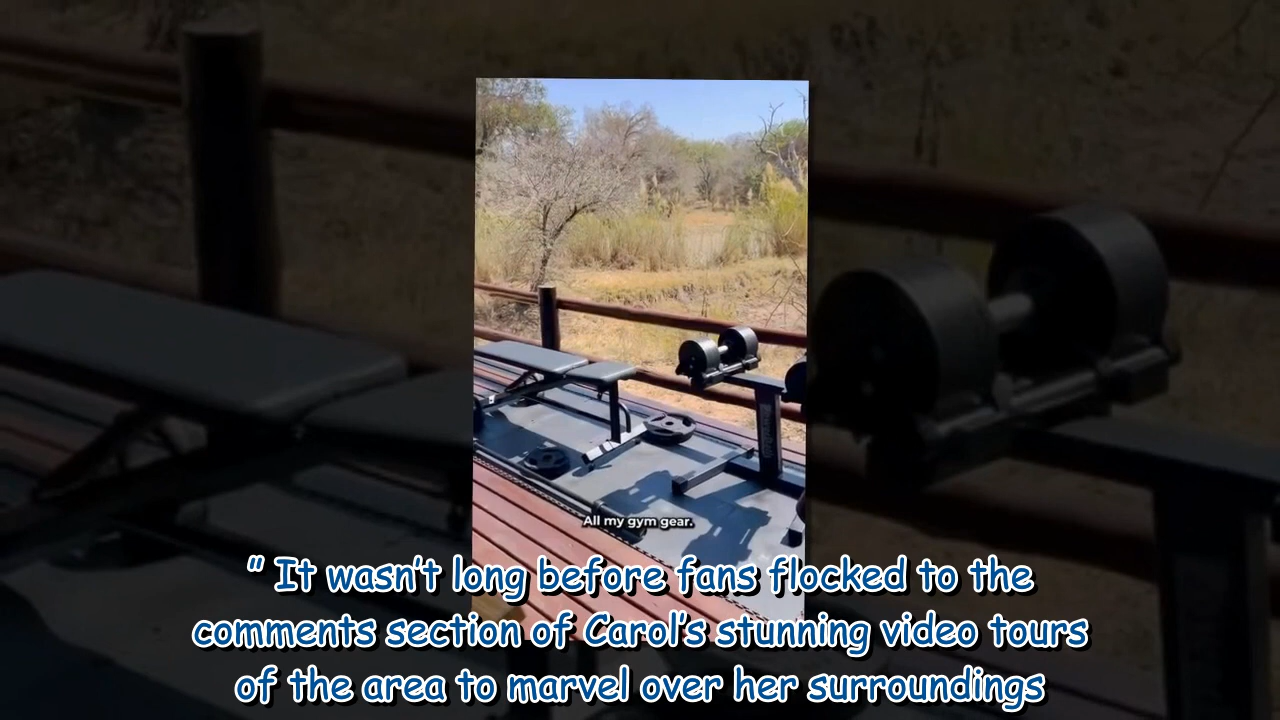 All my gym gear.
” It wasn't long before fans flocked to the
comments section of Carol's stunning video tours
of the area to marvel over her surroundings